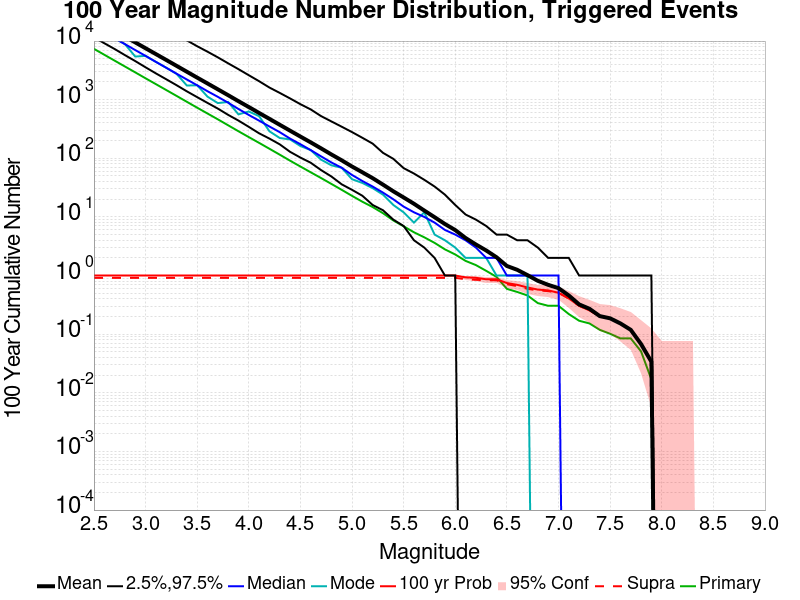 100 Year Magnitude Number Distribution, Triggered Events
100 Year Cumulative Number
10^4
10^3
10^2
10^1
10^0
10^-1
10^-2
10^-3
10^-4
2.5 3.0 3.5 4.0 4.5 5.0 5.5 6.0 6.5 7.0 7.5 8.0 8.5 9.0
Magnitude
Mean 2.5%,97.5% Median Mode 100 yr Prob 95% Conf Supra Primary